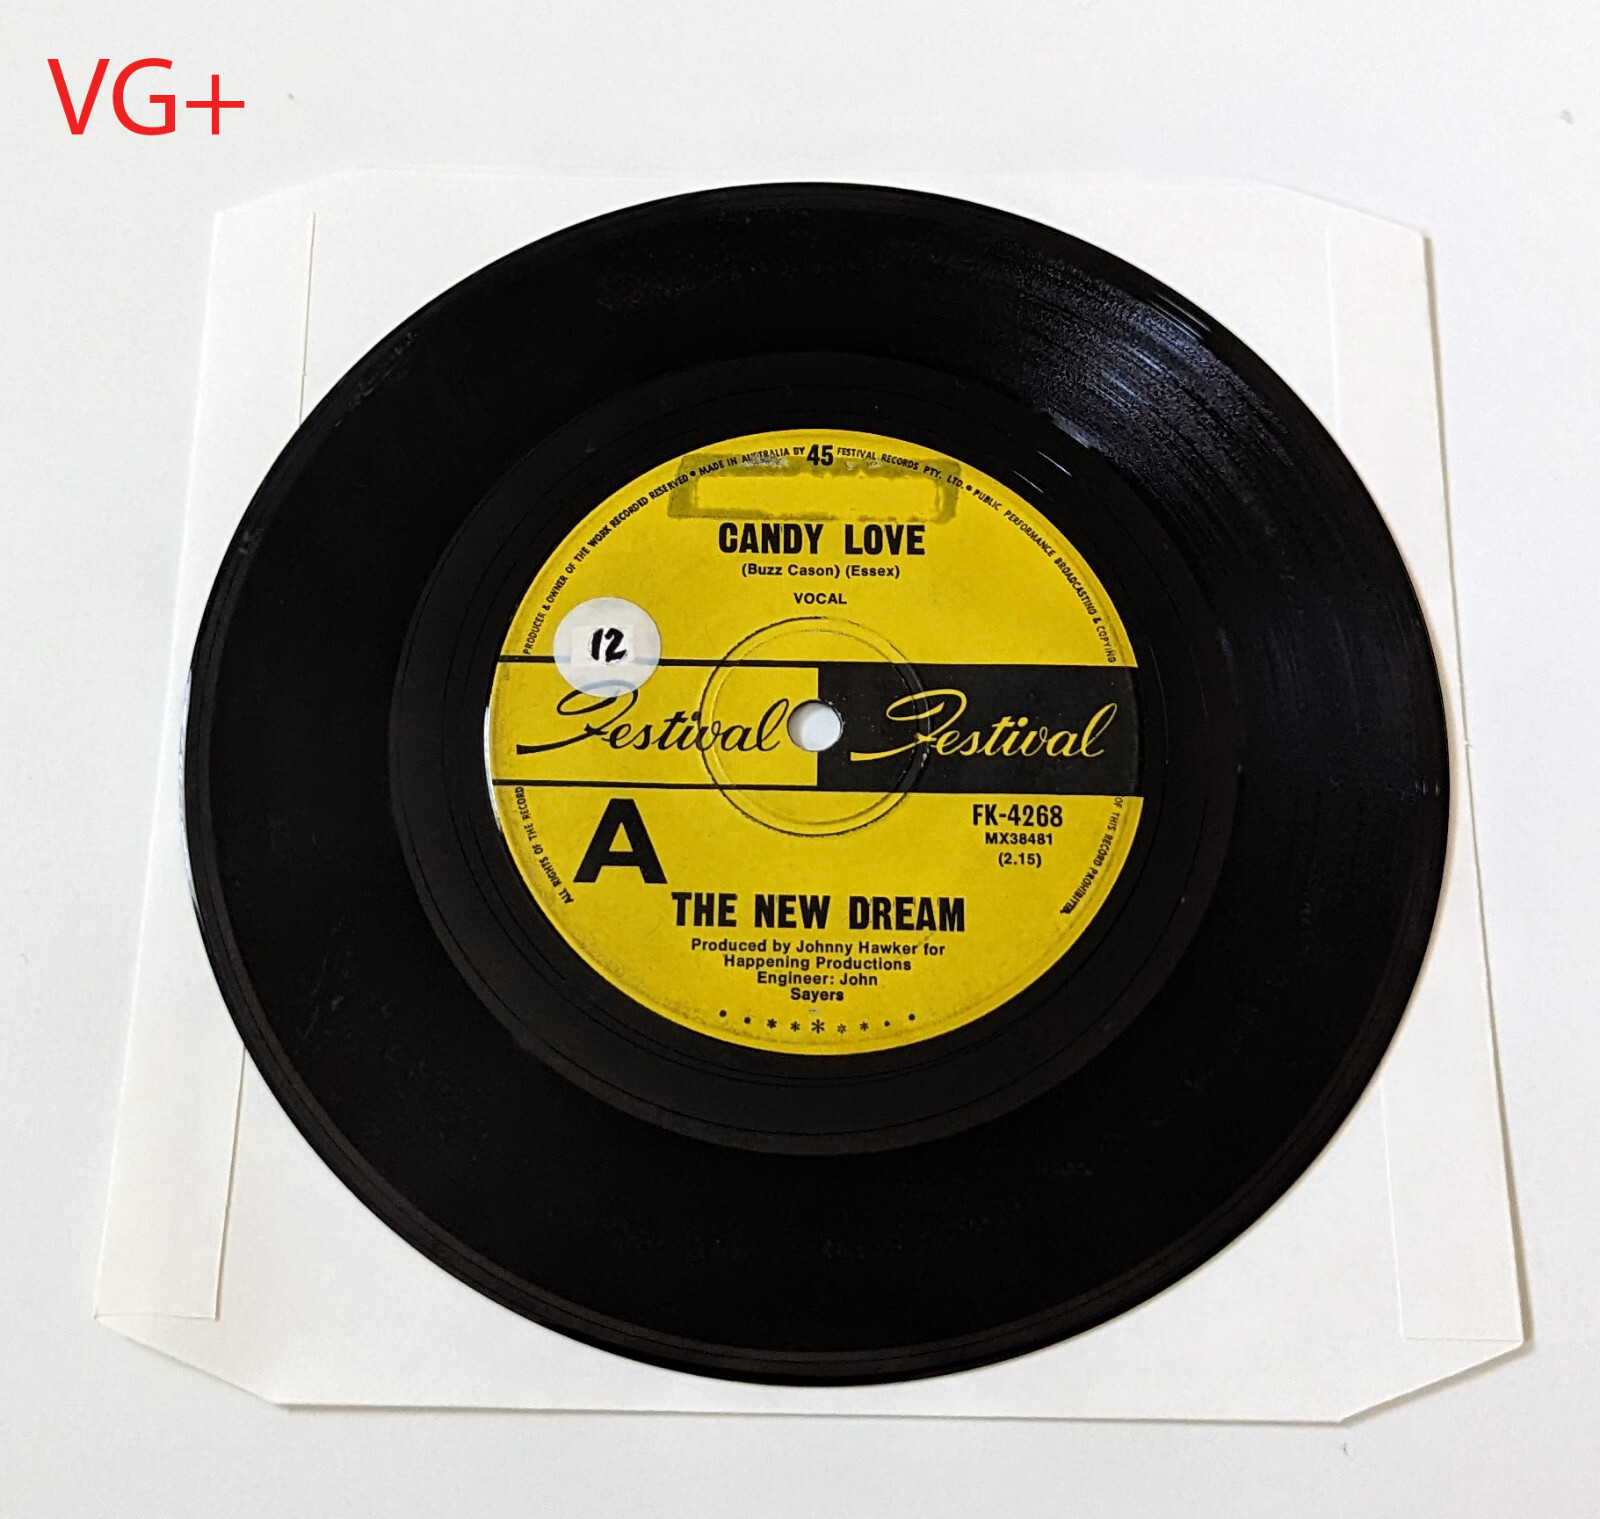 VG+
PRODUCER & OWNER OF THE WORK RECORDED RESERVED • MADE IN AUSTRALIA BY 45 FESTIVAL RECORDS PTY. LTD. • PUBLIC PERFORMANCE BROADCASTING & COPYING
CANDY LOVE
(Buzz Cason) (Essex)
VOCAL
12
Festival Festival
ALL RIGHTS OF THE RECORD
OF THIS RECORD PROHIBITED.
A
FK-4268
MX38481
(2.15)
THE NEW DREAM
Produced by Johnny Hawker for
Happening Productions
Engineer: John
Sayers